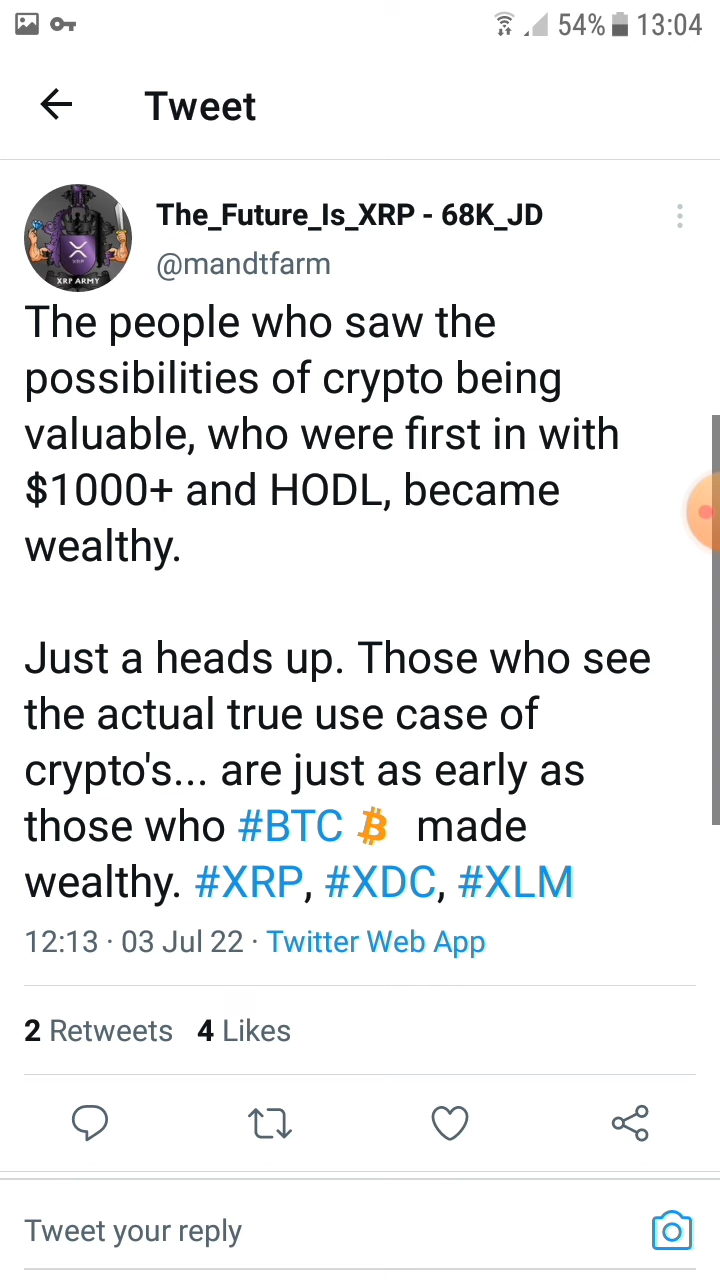 54% 13:04
Tweet
The_Future_Is_XRP - 68K_JD
@mandtfarm
XRP
XRP ARMY
The people who saw the
possibilities of crypto being
valuable, who were first in with
$1000+ and HODL, became
wealthy.
Just a heads up. Those who see
the actual true use case of
crypto's... are just as early as
those who #BTC made
wealthy. #XRP, #XDC, #XLM
12:13 · 03 Jul 22 · Twitter Web App
2 Retweets 4 Likes
Tweet your reply